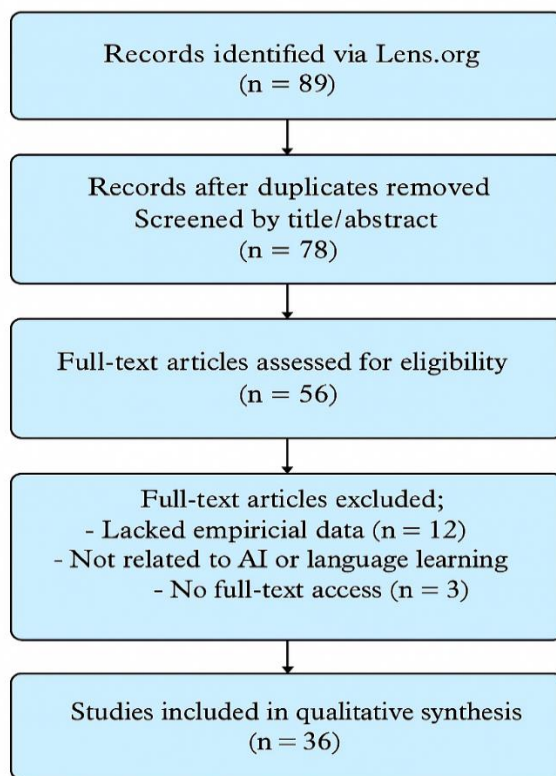 Records identified via Lens.org
(n = 89)
Records after duplicates removed
Screened by title/abstract
(n = 78)
Full-text articles assessed for eligibility
(n = 56)
Full-text articles excluded;
- Lacked empiricial data (n = 12)
- Not related to AI or language learning
- No full-text access (n = 3)
Studies included in qualitative synthesis
(n = 36)